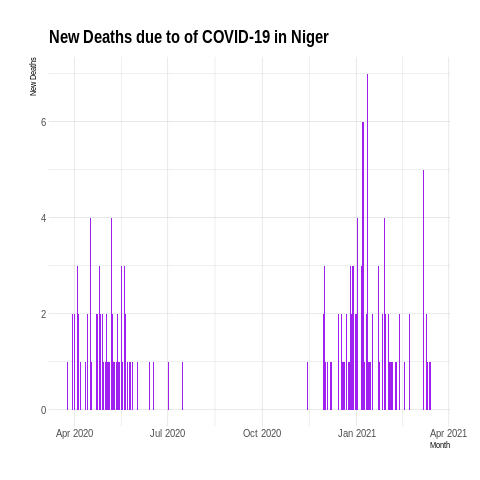 New Deaths due to of COVID-19 in Niger
New Deaths
6
4
2
0
Apr 2020 Jul 2020 Oct 2020 Jan 2021 Apr 2021
Month